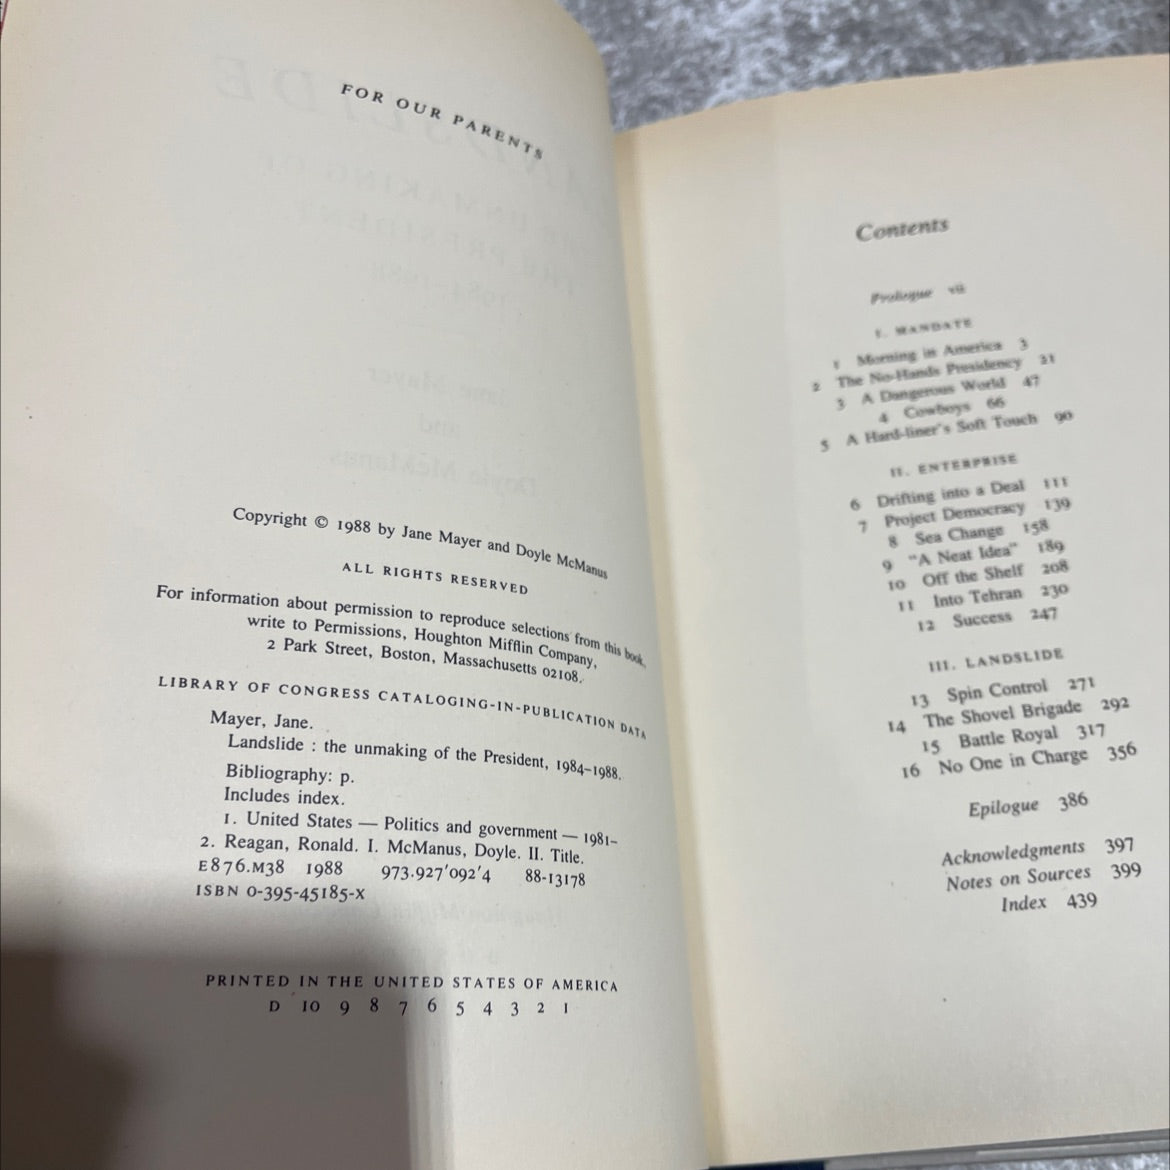 FOR OUR PARENTS
Copyright © 1988 by Jane Mayer and Doyle McManus
ALL RIGHTS RESERVED
For information about permission to reproduce selections from this book,
write to Permissions, Houghton Mifflin Company,
2 Park Street, Boston, Massachusetts 02108.
LIBRARY OF CONGRESS CATALOGING-IN-PUBLICATION DATA
Mayer, Jane.
Landslide : the unmaking of the President, 1984–1988.
Bibliography: p.
Includes index.
1. United States — Politics and government — 1981–
2. Reagan, Ronald. I. McManus, Doyle. II. Title.
E876.M38 1988 973.927'092'4 88-13178
ISBN 0-395-45185-X
PRINTED IN THE UNITED STATES OF AMERICA
D 10 9 8 7 6 5 4 3 2 1
Contents
Prologue vii
I. MANDATE
1 Morning in America 3
2 The No-Hands Presidency 21
3 A Dangerous World 47
4 Cowboys 66
5 A Hard-liner's Soft Touch 90
II. ENTERPRISE
6 Drifting into a Deal 111
7 Project Democracy 139
8 Sea Change 158
9 "A Neat Idea" 189
10 Off the Shelf 208
11 Into Tehran 230
12 Success 247
III. LANDSLIDE
13 Spin Control 271
14 The Shovel Brigade 292
15 Battle Royal 317
16 No One in Charge 356
Epilogue 386
Acknowledgments 397
Notes on Sources 399
Index 439